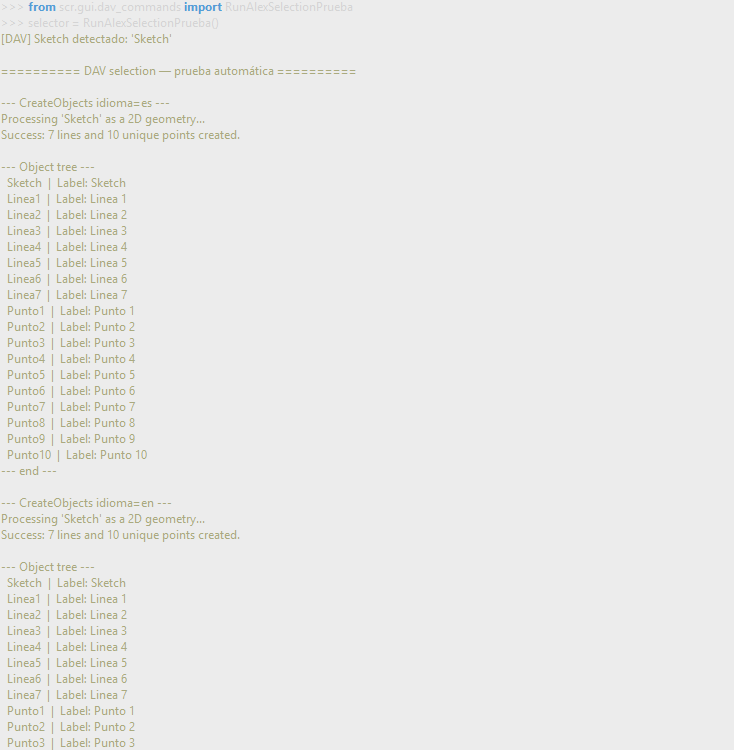 >>> from scr.gui.dav_commands import RunAlexSelectionPrueba
>>> selector = RunAlexSelectionPrueba()
[DAV] Sketch detectado: 'Sketch'
========== DAV selection — prueba automática ==========
--- CreateObjects idioma=es ---
Processing 'Sketch' as a 2D geometry...
Success: 7 lines and 10 unique points created.
--- Object tree ---
Sketch | Label: Sketch
Linea1 | Label: Linea 1
Linea2 | Label: Linea 2
Linea3 | Label: Linea 3
Linea4 | Label: Linea 4
Linea5 | Label: Linea 5
Linea6 | Label: Linea 6
Linea7 | Label: Linea 7
Punto1 | Label: Punto 1
Punto2 | Label: Punto 2
Punto3 | Label: Punto 3
Punto4 | Label: Punto 4
Punto5 | Label: Punto 5
Punto6 | Label: Punto 6
Punto7 | Label: Punto 7
Punto8 | Label: Punto 8
Punto9 | Label: Punto 9
Punto10 | Label: Punto 10
--- end ---
--- CreateObjects idioma=en ---
Processing 'Sketch' as a 2D geometry...
Success: 7 lines and 10 unique points created.
--- Object tree ---
Sketch | Label: Sketch
Linea1 | Label: Linea 1
Linea2 | Label: Linea 2
Linea3 | Label: Linea 3
Linea4 | Label: Linea 4
Linea5 | Label: Linea 5
Linea6 | Label: Linea 6
Linea7 | Label: Linea 7
Punto1 | Label: Punto 1
Punto2 | Label: Punto 2
Punto3 | Label: Punto 3